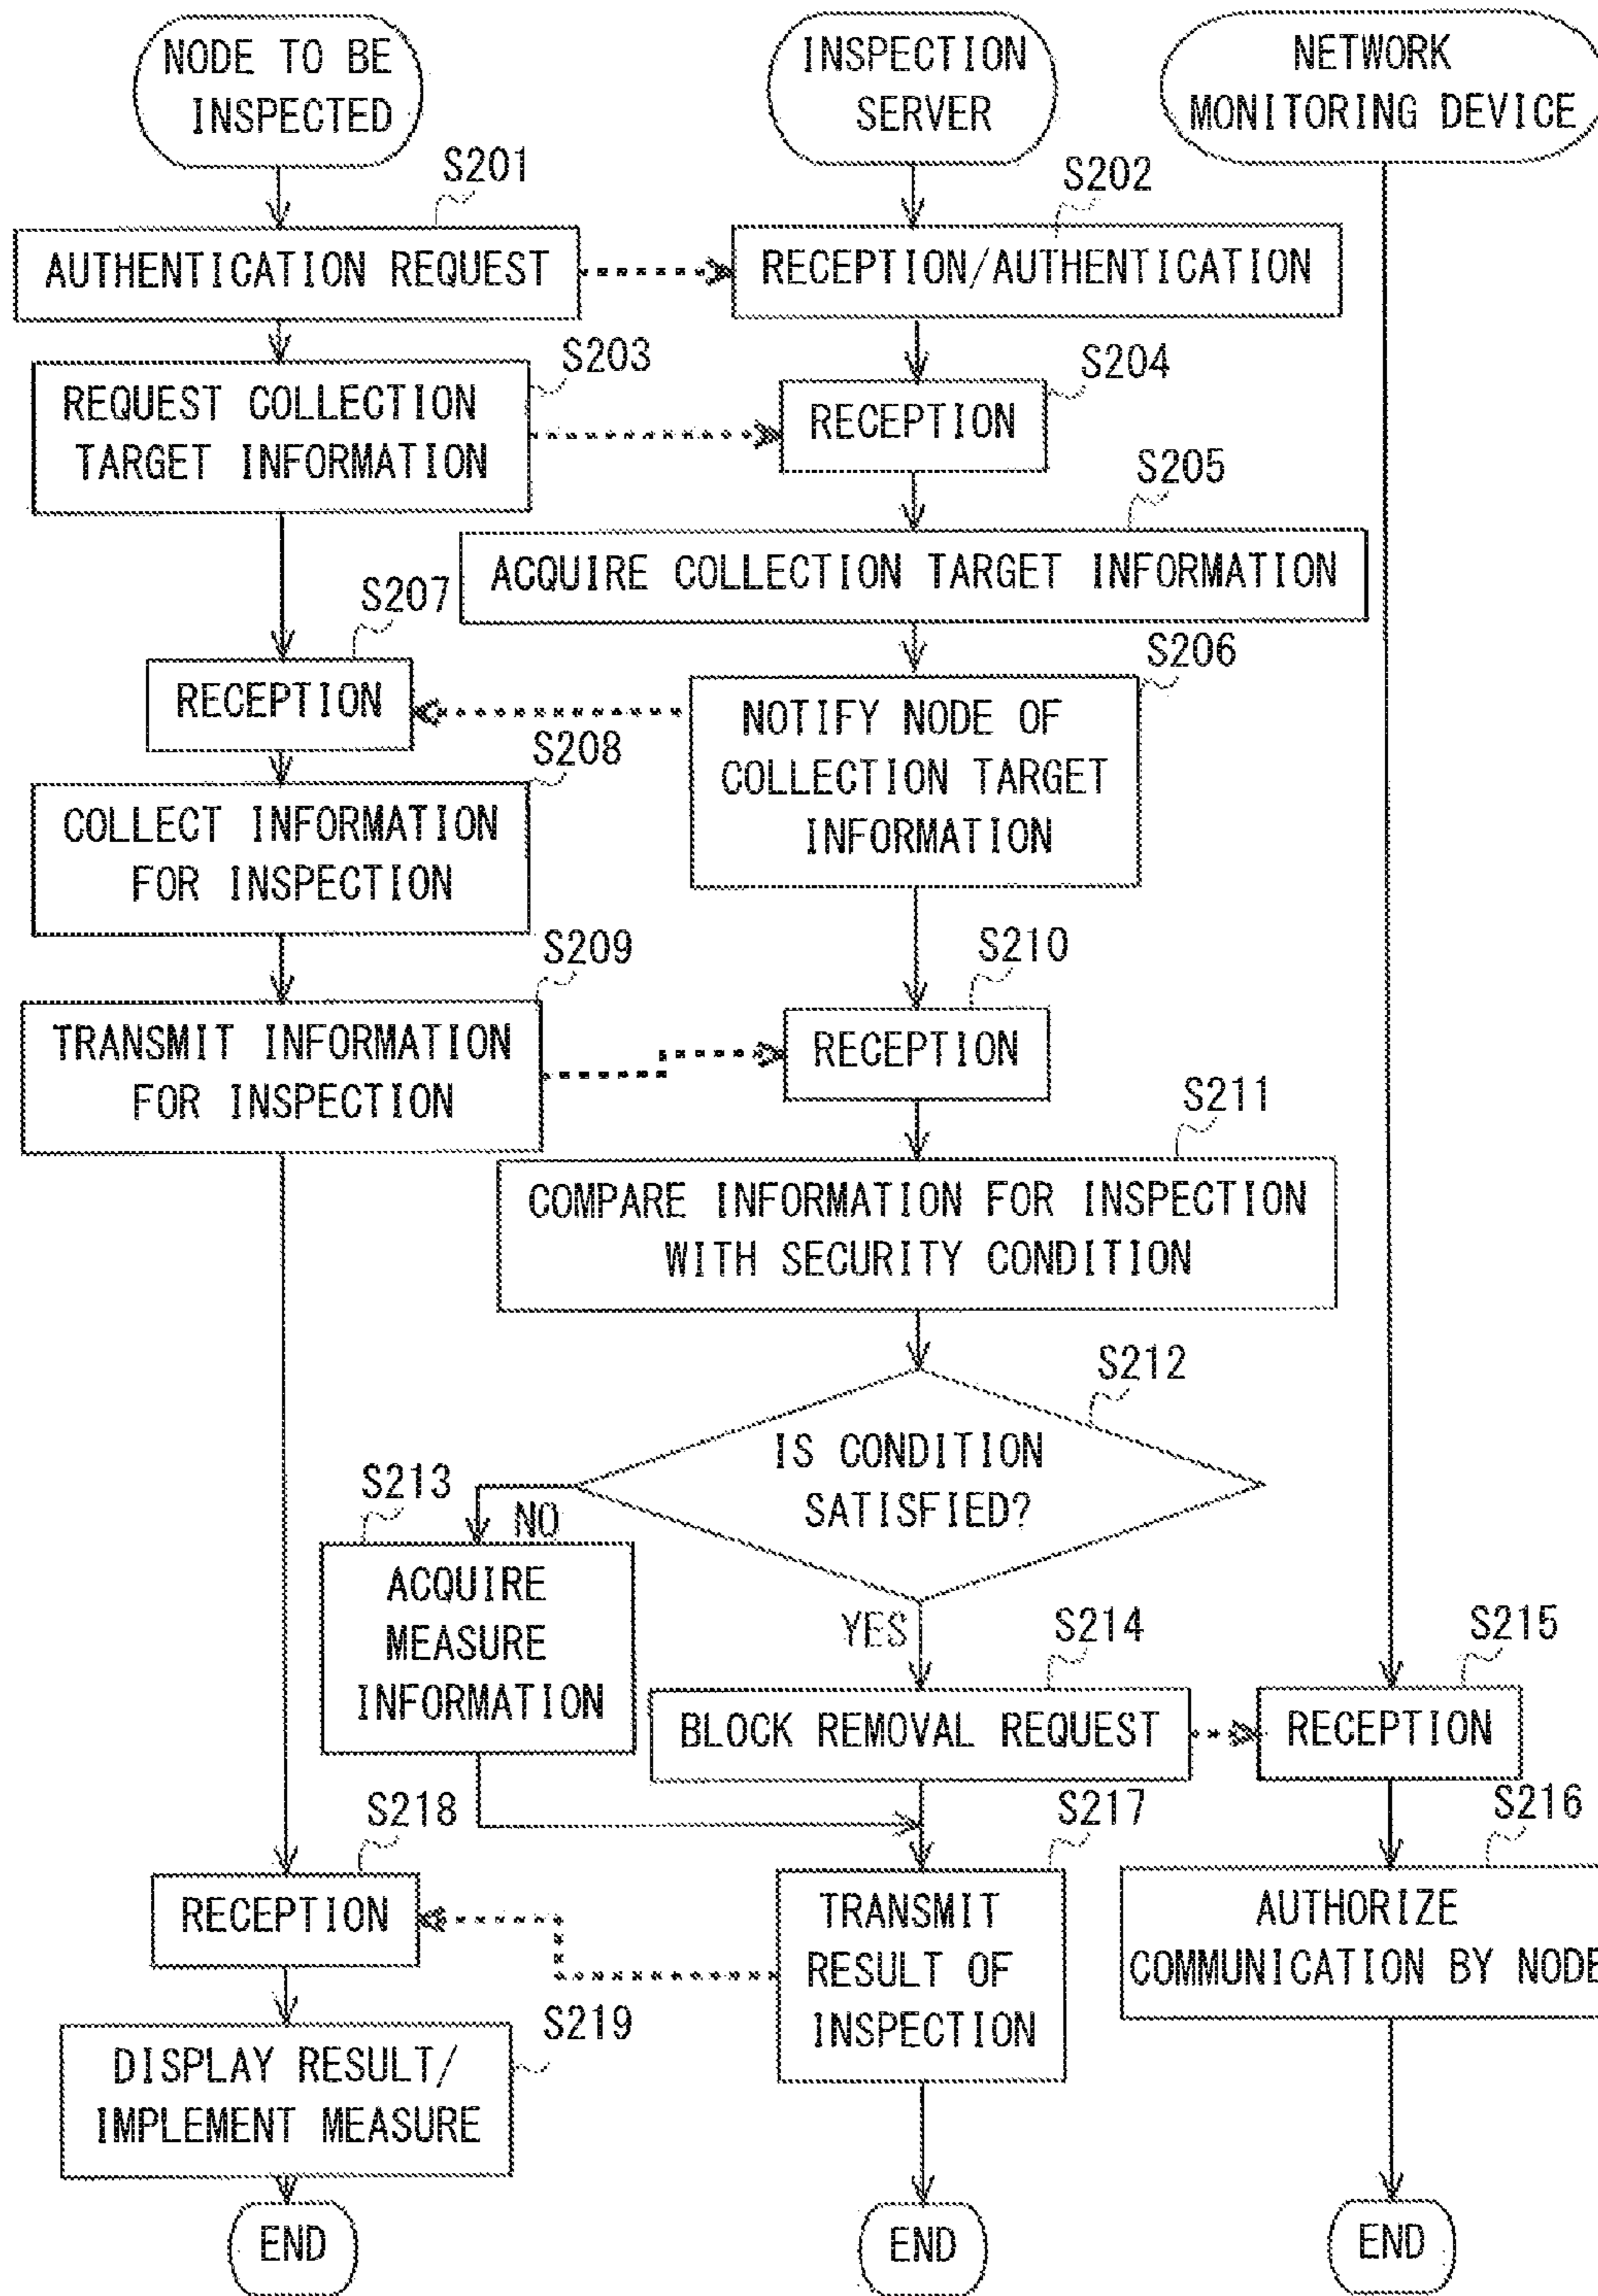 NODE TO BE
INSPECTED
INSPECTION
SERVER
NETWORK
MONITORING DEVICE
S201
S202
AUTHENTICATION REQUEST
RECEPTION/AUTHENTICATION
S203
S204
REQUEST COLLECTION
TARGET INFORMATION
RECEPTION
S205
ACQUIRE COLLECTION TARGET INFORMATION
S207
S206
RECEPTION
NOTIFY NODE OF
COLLECTION TARGET
INFORMATION
S208
COLLECT INFORMATION
FOR INSPECTION
S209
S210
TRANSMIT INFORMATION
FOR INSPECTION
RECEPTION
S211
COMPARE INFORMATION FOR INSPECTION
WITH SECURITY CONDITION
S212
IS CONDITION
SATISFIED?
S213
NO
ACQUIRE
MEASURE
INFORMATION
YES
S214
S215
BLOCK REMOVAL REQUEST
RECEPTION
S218
S217
S216
RECEPTION
TRANSMIT
RESULT OF
INSPECTION
AUTHORIZE
COMMUNICATION BY NODE
S219
DISPLAY RESULT/
IMPLEMENT MEASURE
END
END
END